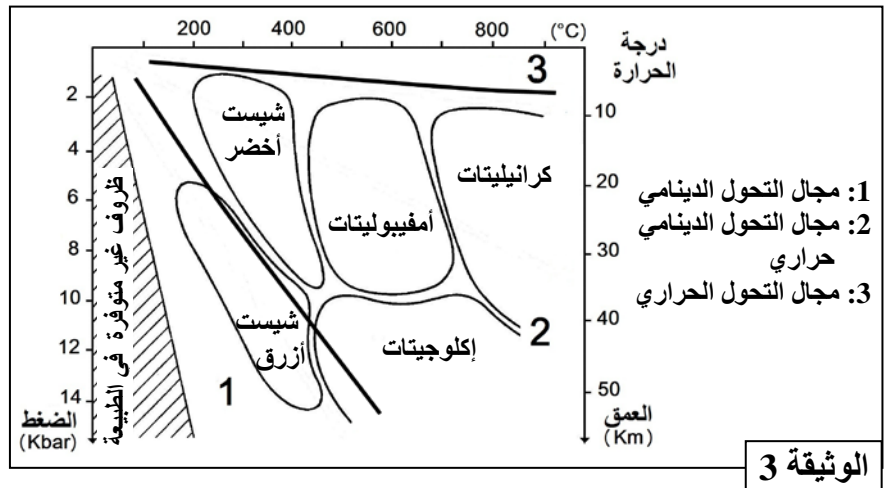 200 400 600 800 (°C)
درجة
الحرارة
3
2
4
6
8
10
12
14
الضغط
(Kbar)
ظروف غير متوفرة في الطبيعة
شيست
أخضر
أمفيبوليتات
كرانيليتات
شيست
أزرق
إكلوجيتات
1
2
10
20
30
40
50
العمق
(Km)
1: مجال التحول الدينامي
2: مجال التحول الدينامي
حراري
3: مجال التحول الحراري
الوثيقة 3